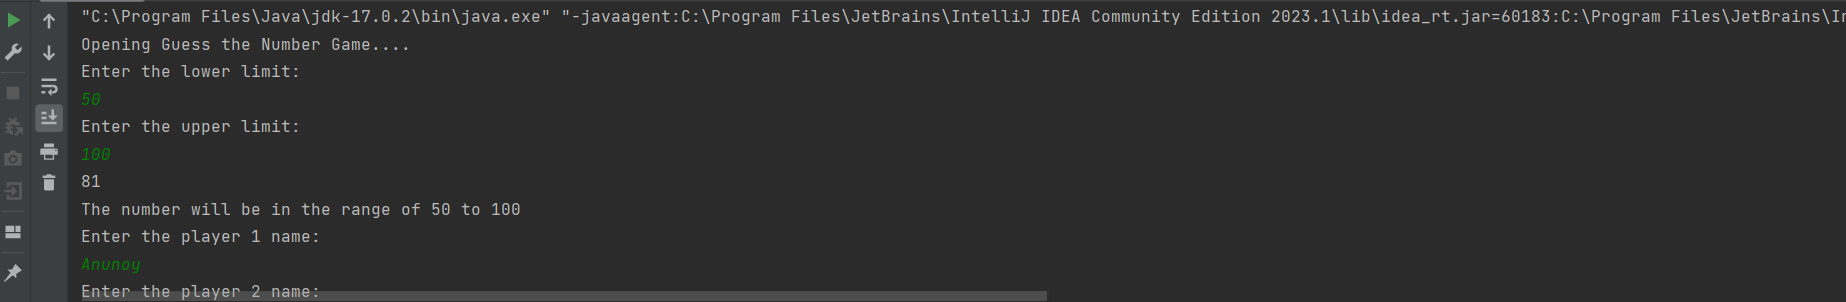 "C:\Program Files\Java\jdk-17.0.2\bin\java.exe" "-javaagent:C:\Program Files\JetBrains\IntelliJ IDEA Community Edition 2023.1\lib\idea_rt.jar=60183:C:\Program Files\JetBrains\In
Opening Guess the Number Game....
Enter the lower limit:
50
Enter the upper limit:
100
81
The number will be in the range of 50 to 100
Enter the player 1 name:
Anunoy
Enter the player 2 name: